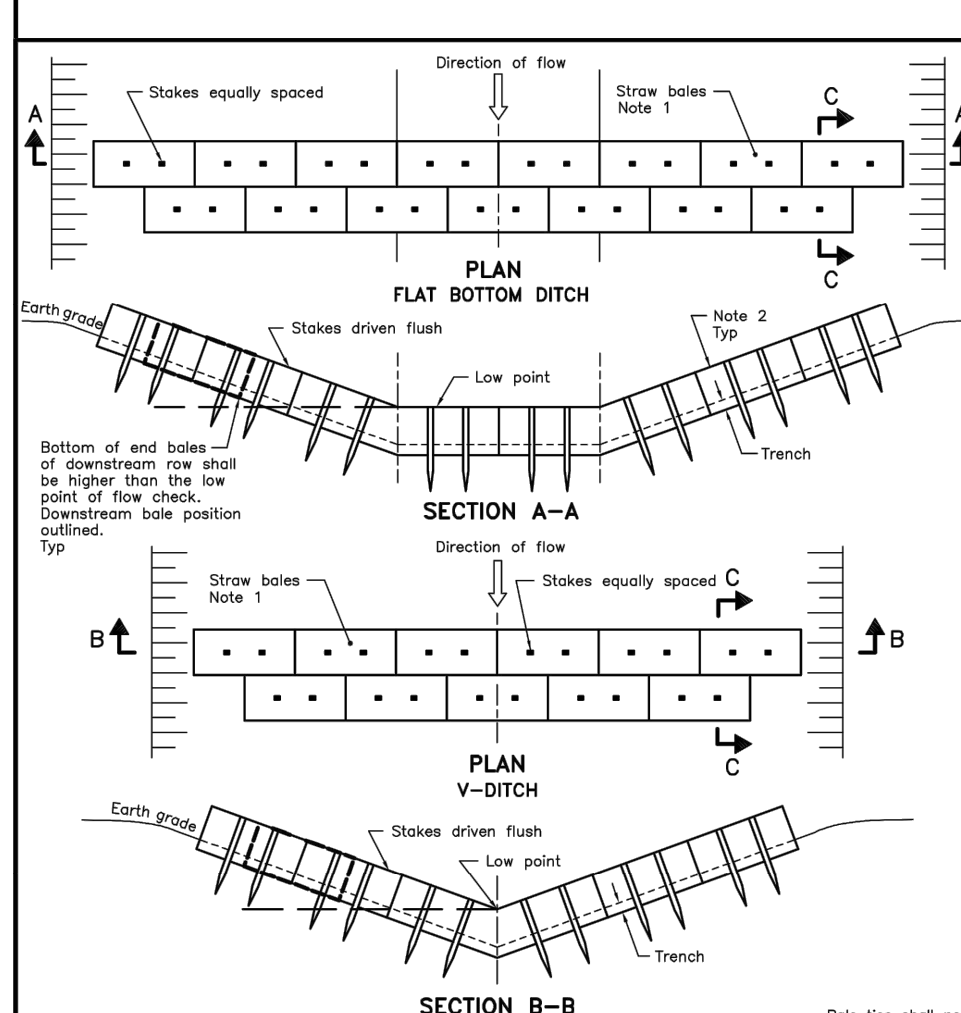 Direction of flow
Stakes equally spaced
Straw bales
Note 1
C
A
A
C
PLAN
FLAT BOTTOM DITCH
Earth grade
Stakes driven flush
Note 2
Typ
Low point
Bottom of end bales
of downstream row shall
be higher than the low
point of flow check.
Downstream bale position
outlined.
Typ
Trench
SECTION A-A
Direction of flow
Straw bales
Note 1
Stakes equally spaced
C
B
B
C
PLAN
V-DITCH
Earth grade
Stakes driven flush
Low point
Trench
SECTION B-B